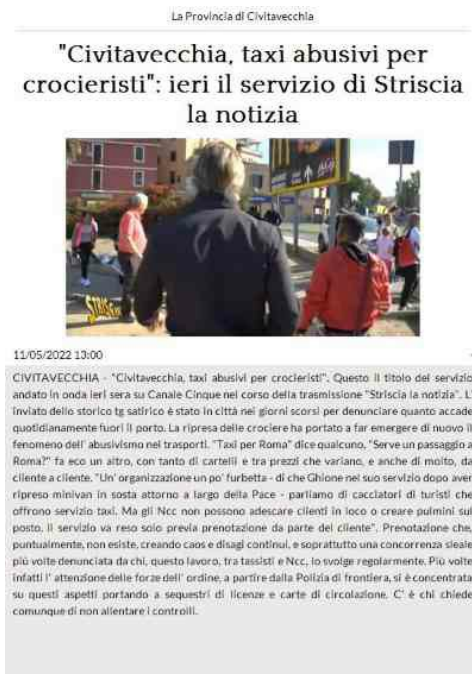 La Provincia di Civitavecchia
"Civitavecchia, taxi abusivi per
crocieristi": ieri il servizio di Striscia
la notizia
11/05/2022 13:00
CIVITAVECCHIA - "Civitavecchia, taxi abusivi per crocieristi". Questo il titolo del servizio
andato in onda ieri sera su Canale Cinque nel corso della trasmissione "Striscia la notizia". L'
inviato dello storico tg satirico è stato in città nei giorni scorsi per denunciare quanto accade
quotidianamente fuori il porto. La ripresa delle crociere ha portato a far emergere di nuovo il
fenomeno dell' abusivismo nei trasporti. "Taxi per Roma" dice qualcuno, "Serve un passaggio a
Roma?" fa eco un altro, con tanto di cartelli e tra prezzi che variano, e anche di molto, da
cliente a cliente. "Un' organizzazione un po' furbetta - di che Ghione nel suo servizio dopo aver
ripreso minivan in sosta attorno a largo della Pace - parliamo di cacciatori di turisti che
offrono servizio taxi. Ma gli Ncc non possono adescare clienti in loco o creare pulmini sul
posto. Il servizio va reso solo previa prenotazione da parte del cliente". Prenotazione che,
puntualmente, non esiste, creando caos e disagi continui, e soprattutto una concorrenza sleale
più volte denunciata da chi, questo lavoro, tra tassisti e Ncc, lo svolge regolarmente. Più volte
infatti l' attenzione delle forze dell' ordine, a partire dalla Polizia di frontiera, si è concentrata
su questi aspetti portando a sequestri di licenze e carte di circolazione. C' è chi chiede
comunque di non allentare i controlli.